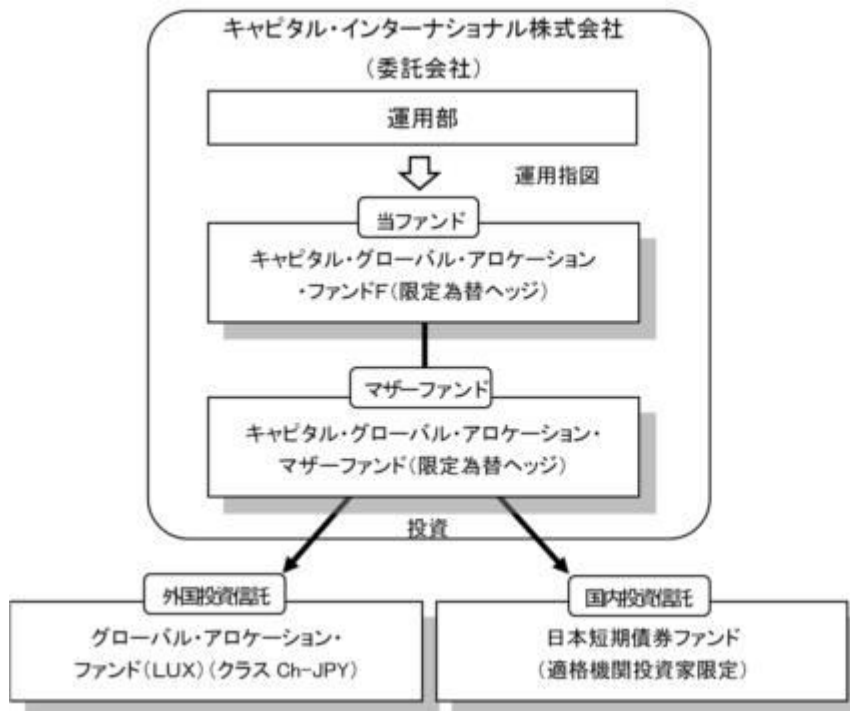 キャピタル・インターナショナル株式会社
（委託会社）
運用部
運用指図
当ファンド
キャピタル・グローバル・アロケーション
・ファンドF（限定為替ヘッジ）
マザーファンド
キャピタル・グローバル・アロケーション・
マザーファンド（限定為替ヘッジ）
投資
外国投資信託
グローバル・アロケーション・
ファンド（LUX）（クラス Ch-JPY）
国内投資信託
日本短期債券ファンド
（適格機関投資家限定）